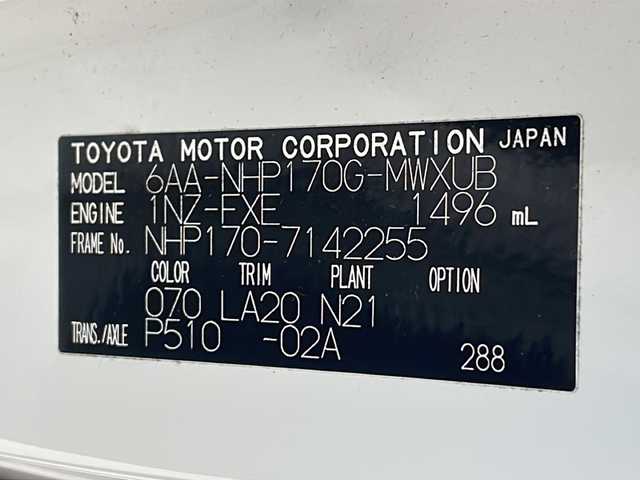 TOYOTA MOTOR CORPORATION JAPAN
MODEL 6AA-NHP170G-MWXUB
ENGINE 1NZ-FXE 1496 mL
FRAME No. NHP170-7142255
COLOR TRIM PLANT OPTION
070 LA20 N21
TRANS./AXLE P510 -02A
288